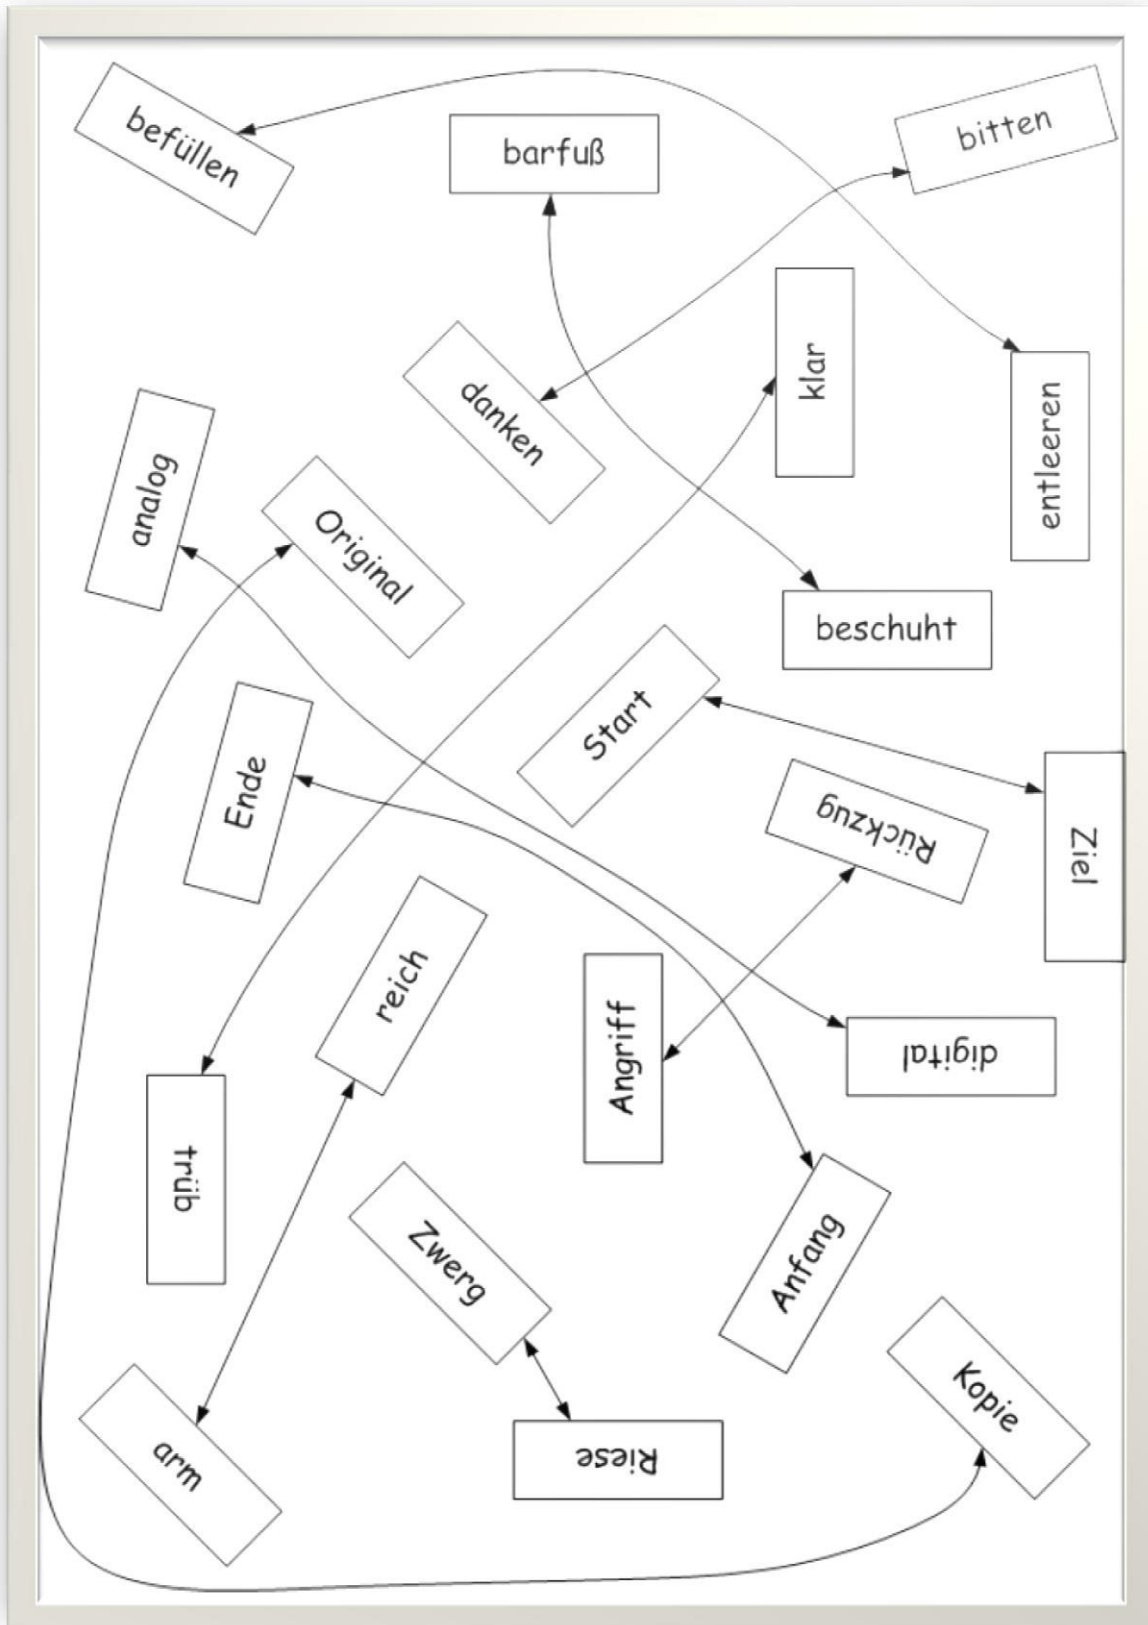 befüllen
barfuß
bitten
klar
danken
entleeren
analog
Original
beschuht
Start
Ende
Rückzug
Ziel
reich
Angriff
digital
trüb
Zwerg
Anfang
Kopie
arm
Riese